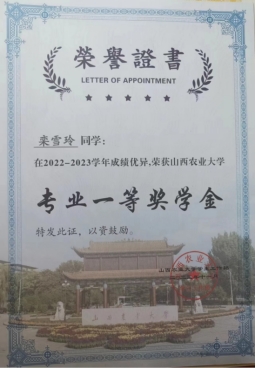 榮譽證書
LETTER OF APPOINTMENT
栾雪玲 同学:
在2022-2023学年成绩优异,荣获山西农业大学
专业一等奖学金
特发此证,以资鼓励。